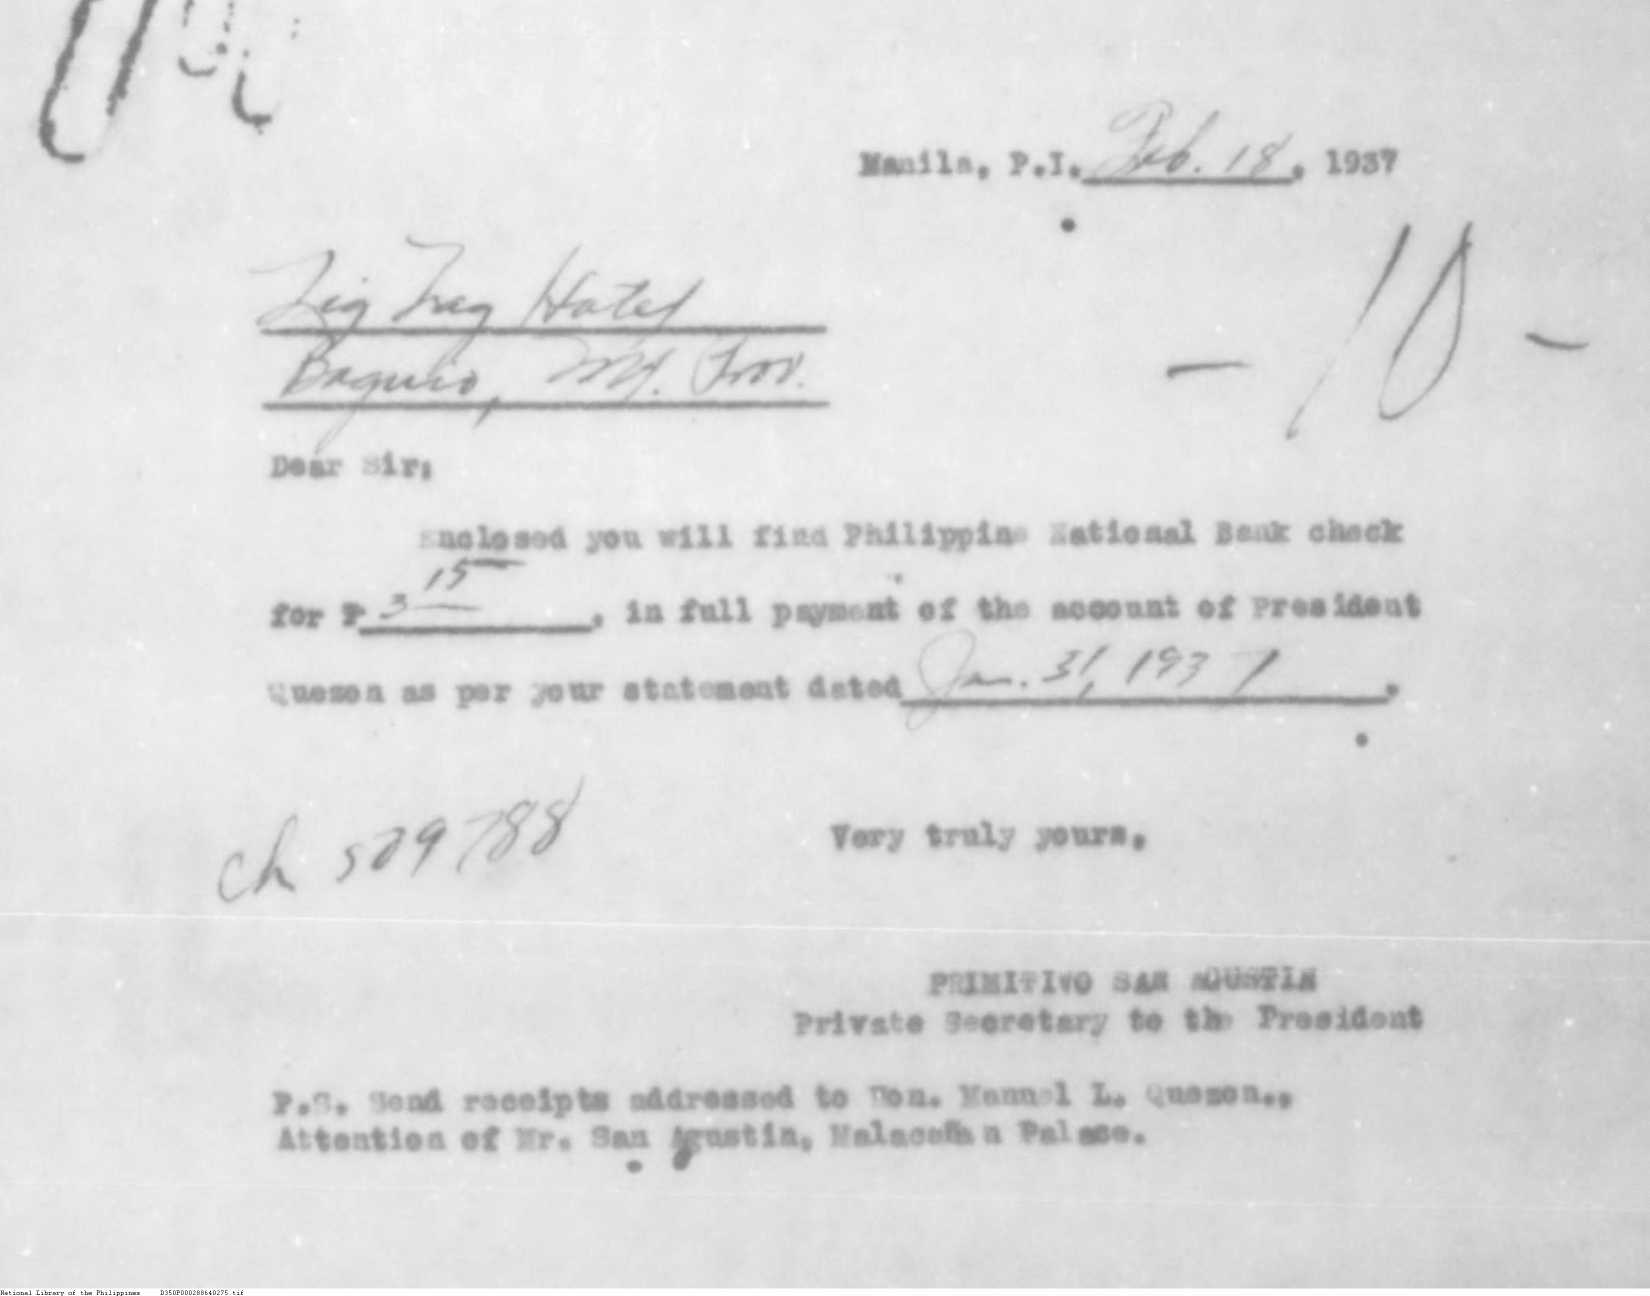 Manila, P.I. Feb. 18, 1937
Zig Zag Hotel
- 10 -
Baguio, Mt. Prov.
Dear Sir:
Enclosed you will find Philippine National Bank check
for ₱ 3 15, in full payment of the account of President
Quezon as per your statement dated Jan. 31, 1937.
Very truly yours,
Ch 529788
PRIMITIVO SAN AGUSTIN
Private Secretary to the President
P.S. Send receipts addressed to Hon. Manuel L. Quezon.,
Attention of Mr. San Agustin, Malacañan Palace.
National Library of the Philippines D350P000288640275.tif